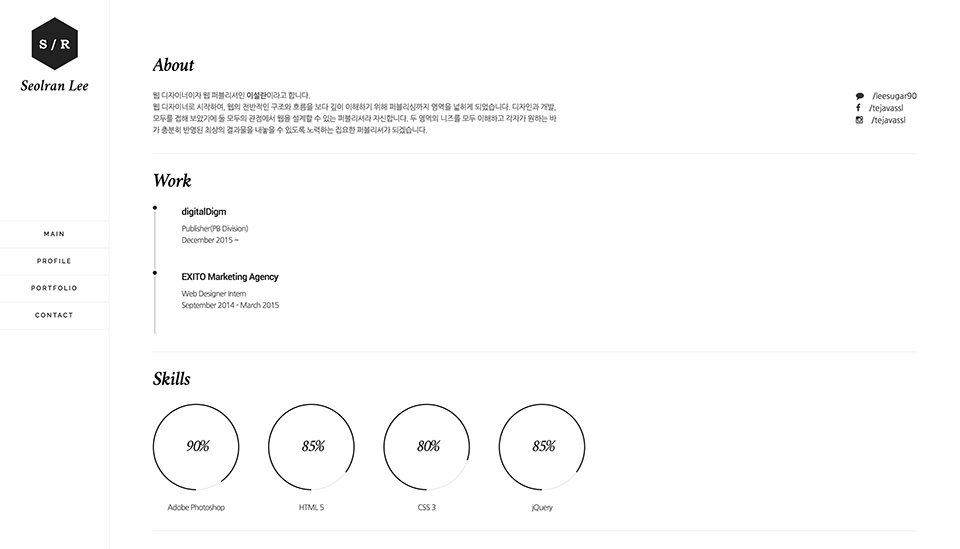 S / R
Seolran Lee
MAIN
PROFILE
PORTFOLIO
CONTACT
About
웹 디자이너이자 웹 퍼블리셔인 이설란이라고 합니다.
웹 디자이너로 시작하여, 웹의 전반적인 구조와 흐름을 보다 깊이 이해하기 위해 퍼블리싱까지 영역을 넓히게 되었습니다. 디자인과 개발,
모두를 접해 보았기에 둘 모두의 관점에서 웹을 설계할 수 있는 퍼블리셔라 자신합니다. 두 영역의 니즈를 모두 이해하고 각자가 원하는 바
가 충분히 반영된 최상의 결과물을 내놓을 수 있도록 노력하는 집요한 퍼블리셔가 되겠습니다.
/leesugar90
/tejavassl
/tejavassl
Work
digitalDigm
Publisher(PB Division)
December 2015 ~
EXITO Marketing Agency
Web Designer Intern
September 2014 - March 2015
Skills
90%
85%
80%
85%
Adobe Photoshop
HTML 5
CSS 3
jQuery